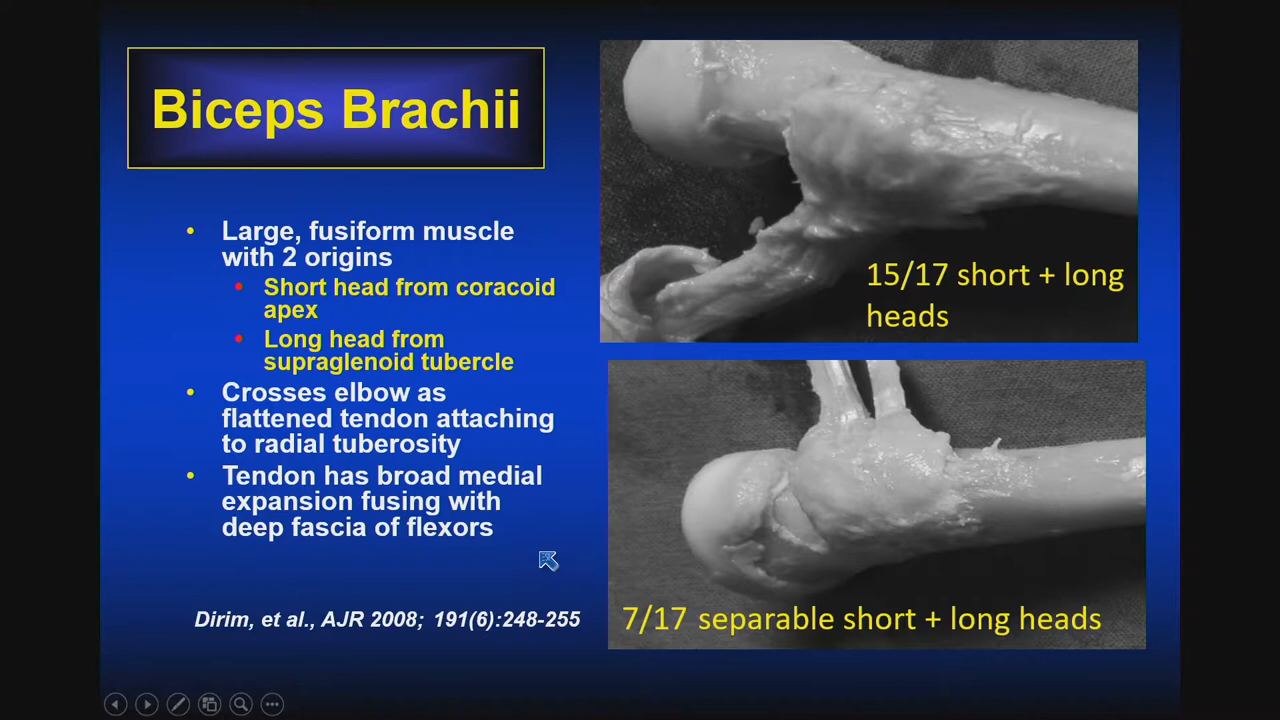 Biceps Brachii
• Large, fusiform muscle
with 2 origins
• Short head from coracoid
apex
• Long head from
supraglenoid tubercle
• Crosses elbow as
flattened tendon attaching
to radial tuberosity
• Tendon has broad medial
expansion fusing with
deep fascia of flexors
Dirim, et al., AJR 2008; 191(6):248-255
15/17 short + long
heads
7/17 separable short + long heads